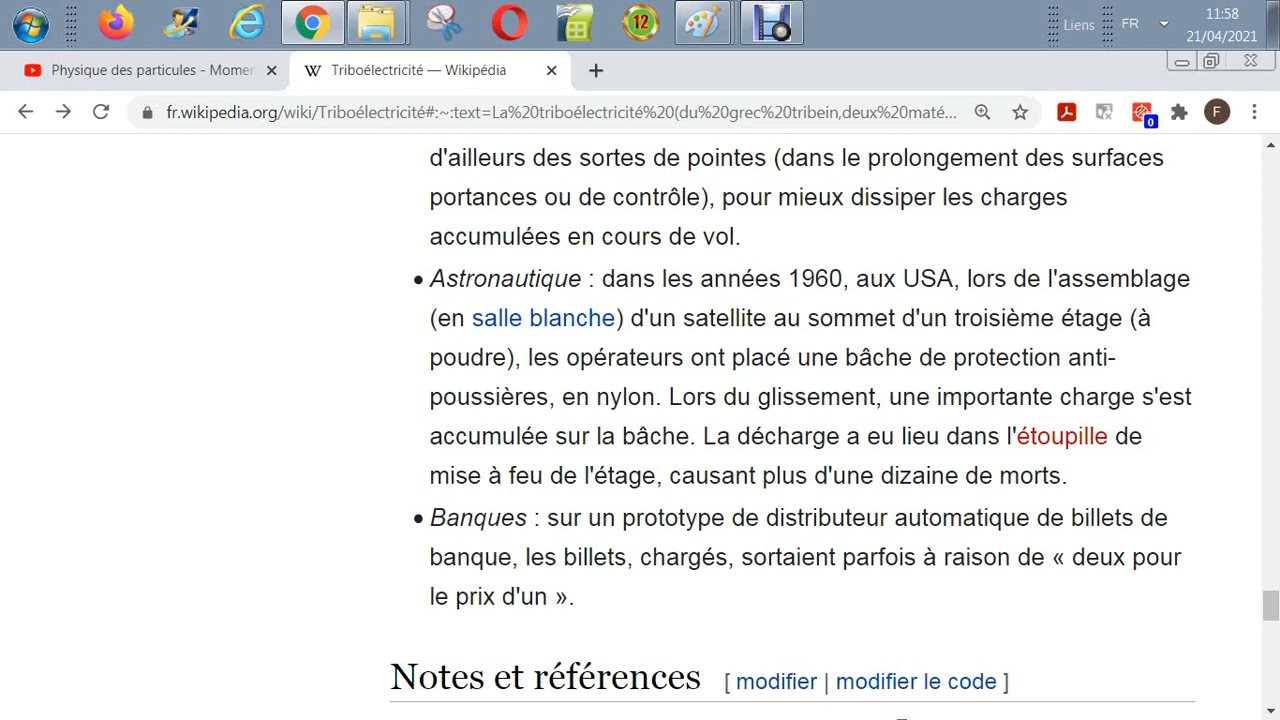 12
Liens
FR
11:58
21/04/2021
Physique des particules - Momen
W Triboélectricité — Wikipédia
fr.wikipedia.org/wiki/Triboélectricité#:~:text=La%20triboélectricité%20(du%20grec%20tribein,deux%20maté...
0
F
d'ailleurs des sortes de pointes (dans le prolongement des surfaces
portances ou de contrôle), pour mieux dissiper les charges
accumulées en cours de vol.
• Astronautique : dans les années 1960, aux USA, lors de l'assemblage
(en salle blanche) d'un satellite au sommet d'un troisième étage (à
poudre), les opérateurs ont placé une bâche de protection anti-
poussières, en nylon. Lors du glissement, une importante charge s'est
accumulée sur la bâche. La décharge a eu lieu dans l'étoupille de
mise à feu de l'étage, causant plus d'une dizaine de morts.
• Banques : sur un prototype de distributeur automatique de billets de
banque, les billets, chargés, sortaient parfois à raison de « deux pour
le prix d'un ».
Notes et références [ modifier | modifier le code ]